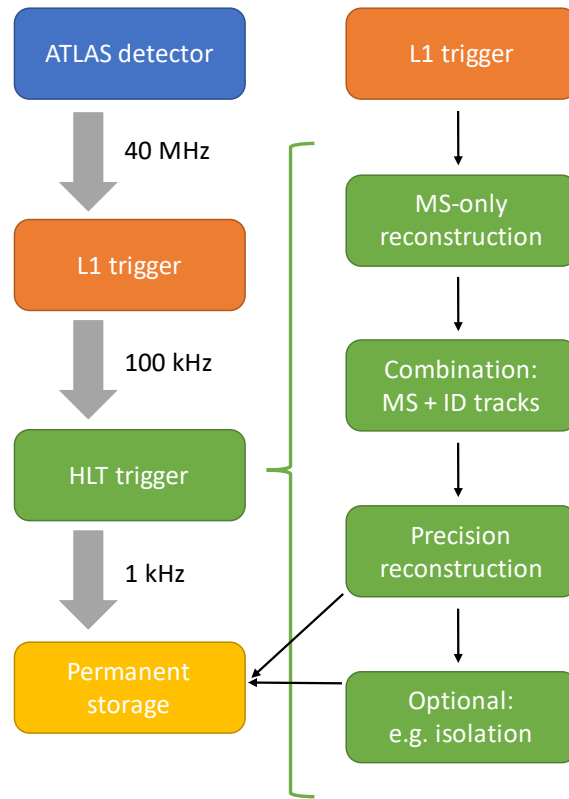 ATLAS detector
40 MHz
L1 trigger
100 kHz
HLT trigger
1 kHz
Permanent
storage
L1 trigger
MS-only
reconstruction
Combination:
MS + ID tracks
Precision
reconstruction
Optional:
e.g. isolation